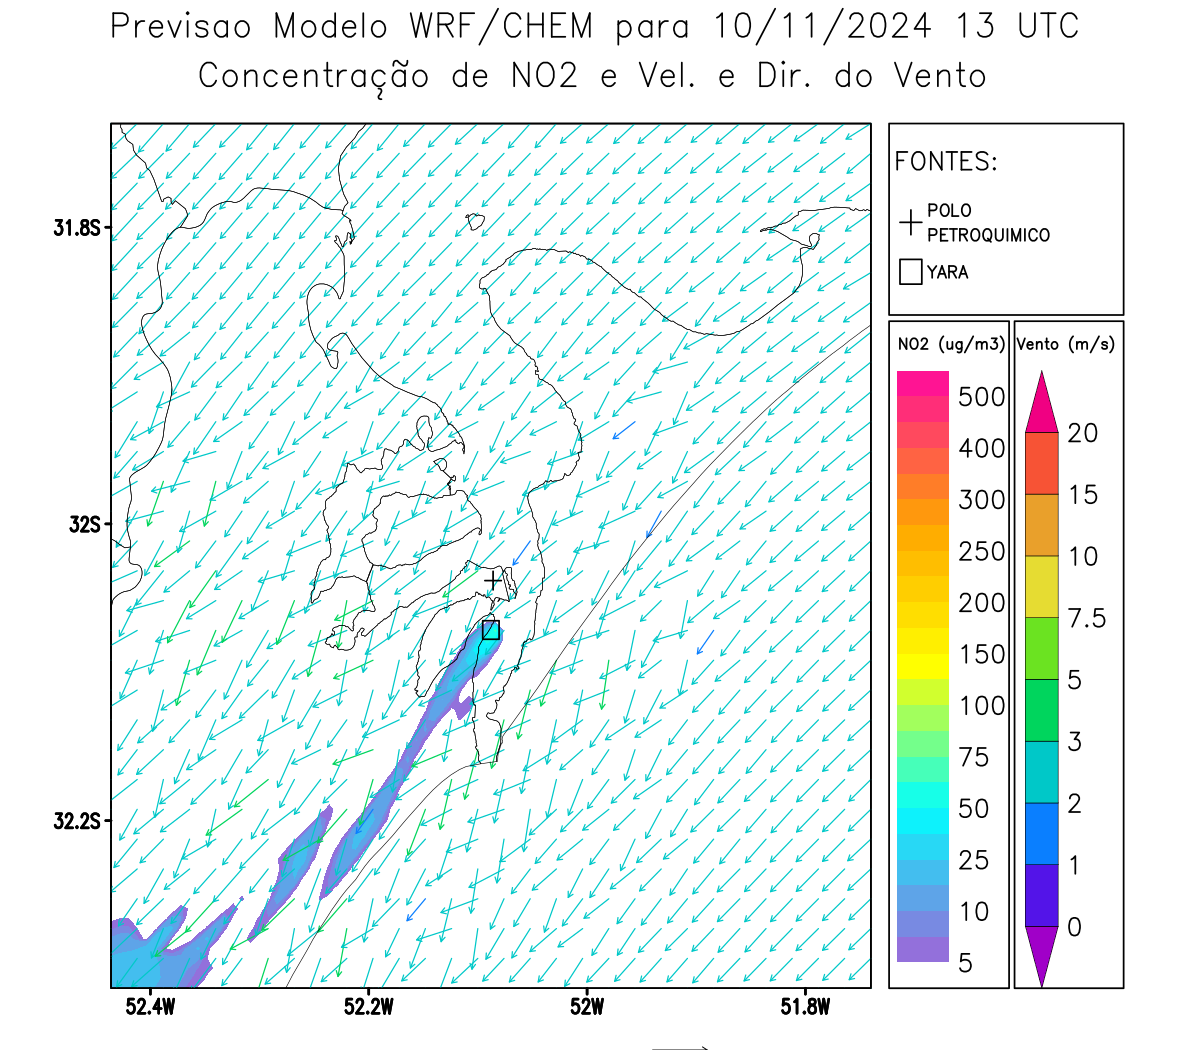 Previsao Modelo WRF/CHEM para 10/11/2024 13 UTC
Concentração de NO2 e Vel. e Dir. do Vento
FONTES:
POLO
PETROQUIMICO
YARA
NO2 (ug/m3)
500
400
300
250
200
150
100
75
50
25
10
5
Vento (m/s)
20
15
10
7.5
5
3
2
1
0
31.8S
32S
32.2S
52.4W
52.2W
52W
51.8W